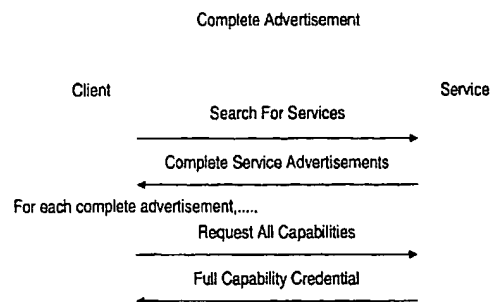 Complete Advertisement
Client
Service
Search For Services
Complete Service Advertisements
For each complete advertisement,.....
Request All Capabilities
Full Capability Credential